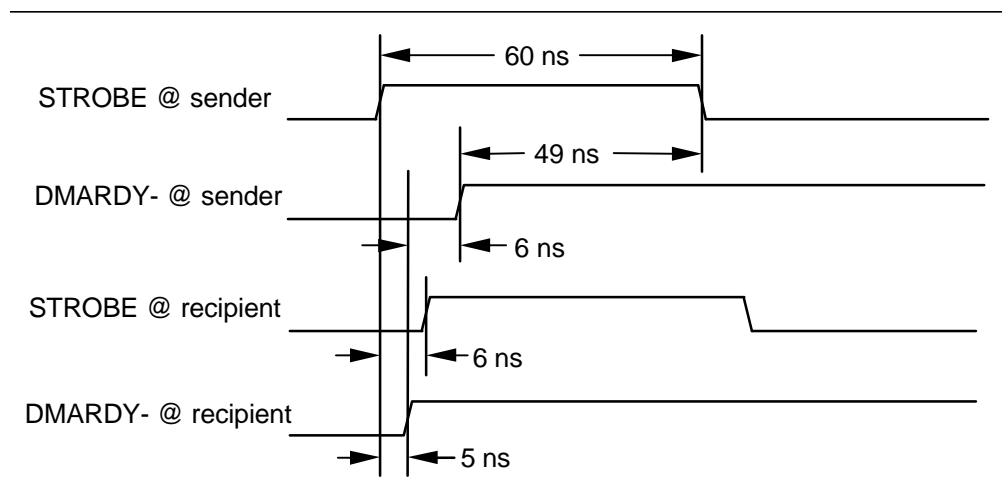 60 ns
STROBE @ sender
49 ns
DMARDY- @ sender
6 ns
STROBE @ recipient
6 ns
DMARDY- @ recipient
5 ns